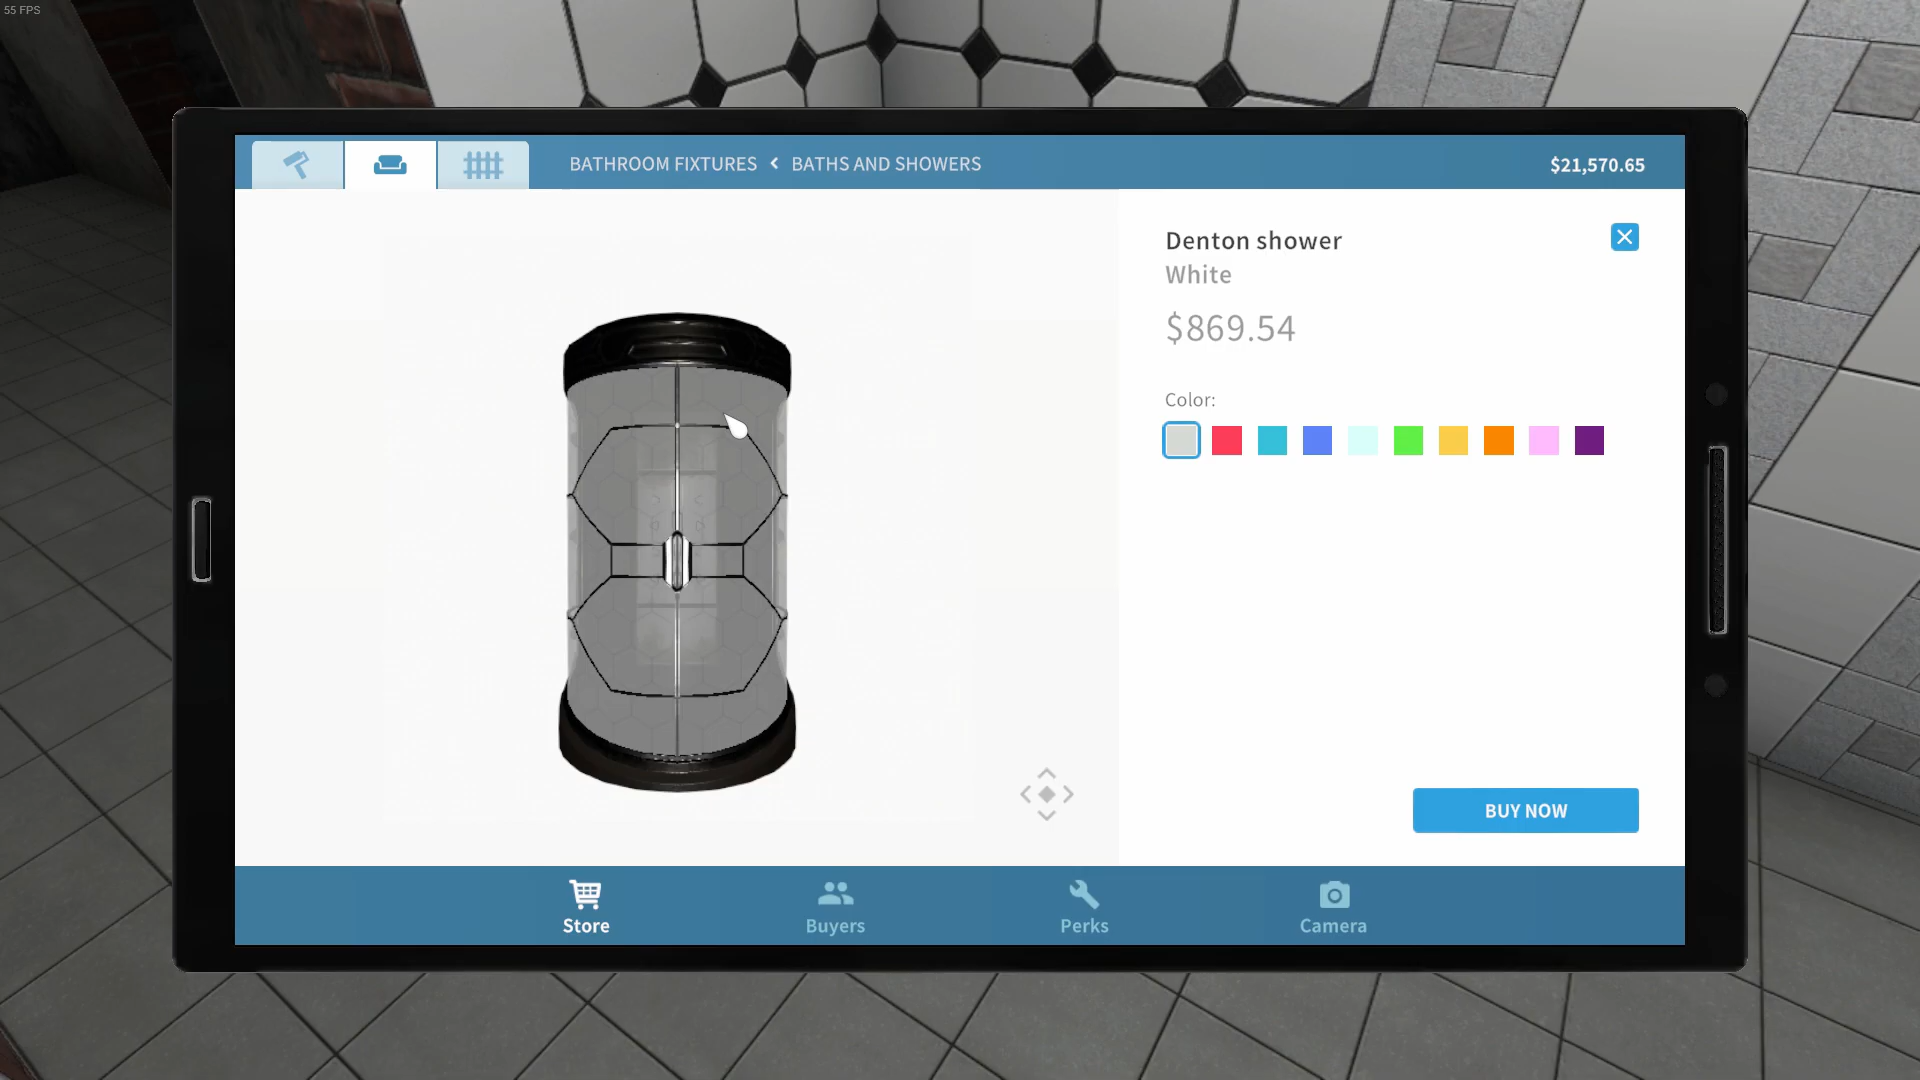 55 FPS
BATHROOM FIXTURES < BATHS AND SHOWERS
$21,570.65
Denton shower
White
$869.54
Color:
BUY NOW
Store
Buyers
Perks
Camera